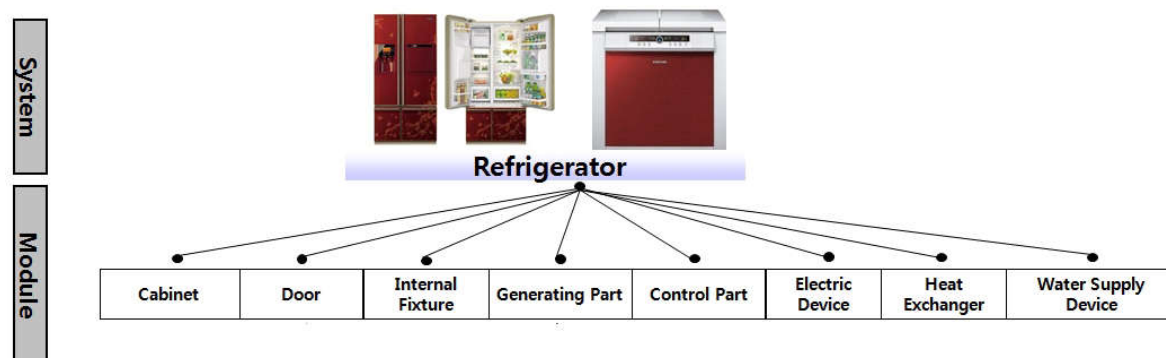 System
Refrigerator
Module
Cabinet
Door
Internal
Fixture
Generating Part
Control Part
Electric
Device
Heat
Exchanger
Water Supply
Device